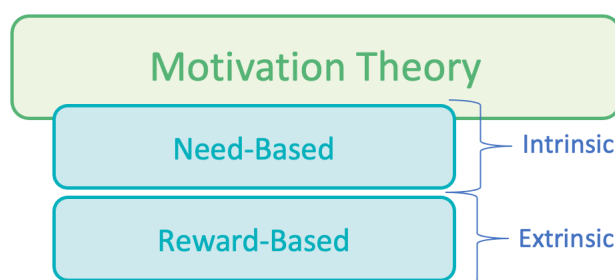 Motivation Theory
Need-Based
Intrinsic
Reward-Based
Extrinsic